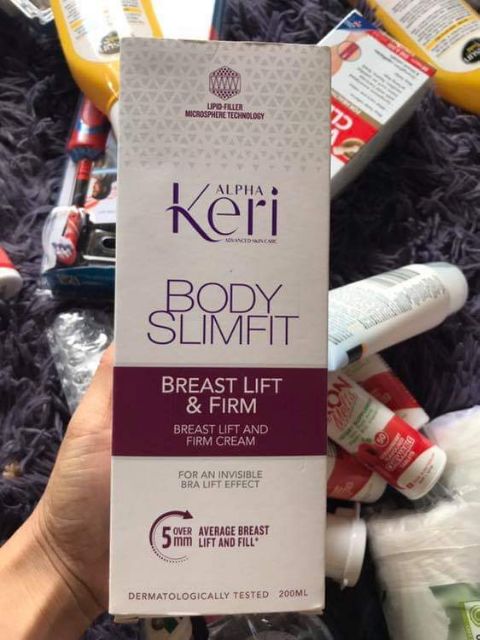 LIPID-FILLER
MICROSPHERE TECHNOLOGY
ALPHA
Keri
ADVANCED SKIN CARE
BODY
SLIMFIT
BREAST LIFT
& FIRM
BREAST LIFT AND
FIRM CREAM
FOR AN INVISIBLE
BRA LIFT EFFECT
5 OVER
mm
AVERAGE BREAST
LIFT AND FILL*
DERMATOLOGICALLY TESTED 200ML